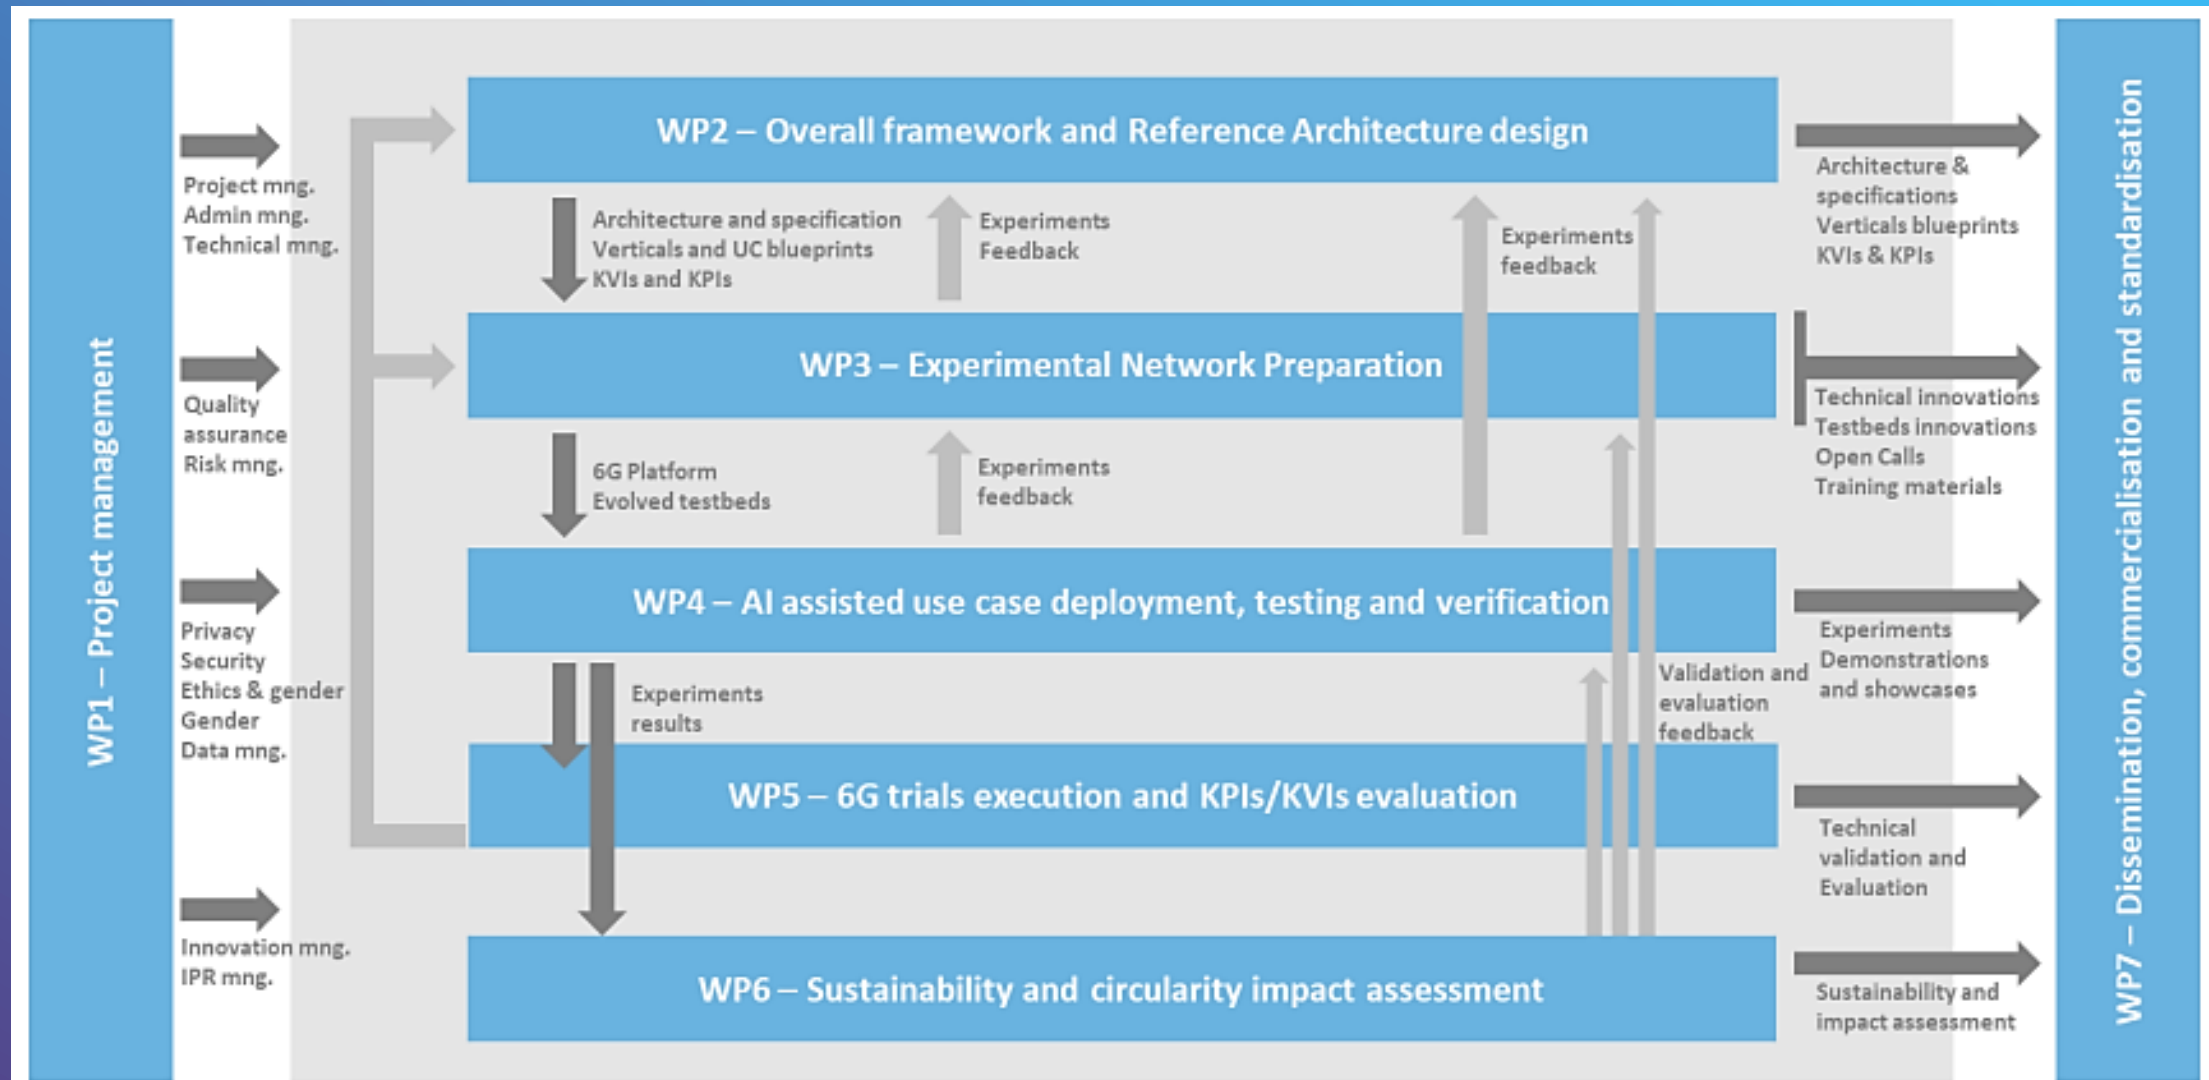 WP1 – Project management
Project mng.
Admin mng.
Technical mng.
Quality
assurance
Risk mng.
Privacy
Security
Ethics & gender
Gender
Data mng.
Innovation mng.
IPR mng.
WP2 – Overall framework and Reference Architecture design
Architecture and specification
Verticals and UC blueprints
KVIs and KPIs
Experiments
Feedback
Experiments
feedback
WP3 – Experimental Network Preparation
6G Platform
Evolved testbeds
Experiments
feedback
WP4 – AI assisted use case deployment, testing and verification
Experiments
results
Validation and
evaluation
feedback
WP5 – 6G trials execution and KPIs/KVIs evaluation
WP6 – Sustainability and circularity impact assessment
Architecture &
specifications
Verticals blueprints
KVIs & KPIs
Technical innovations
Testbeds innovations
Open Calls
Training materials
Experiments
Demonstrations
and showcases
Technical
validation and
Evaluation
Sustainability and
impact assessment
WP7 – Dissemination, commercialisation and standardisation